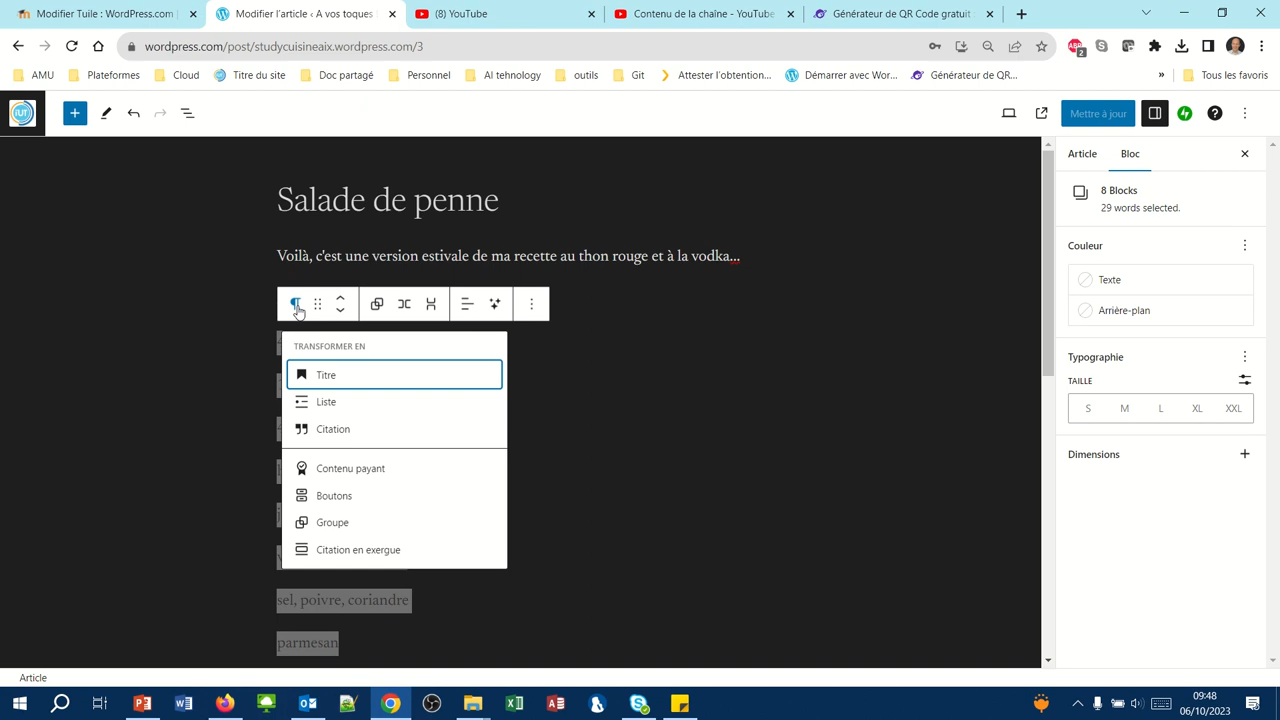 Modifier Tuile : WordPress.com
Modifier l'article ‹ A vos toques
(8) YouTube
Contenu de la chaîne - YouTube
Générateur de QR Code gratuit
wordpress.com/post/studycuisineaix.wordpress.com/3
ABP
2
AMU
Plateformes
Cloud
Titre du site
Doc partagé
Personnel
AI tehnology
outils
Git
Attester l'obtention...
Démarrer avec Wor...
Générateur de QR...
»
Tous les favoris
iUT
Mettre à jour
Article
Bloc
8 Blocks
29 words selected.
Couleur
Texte
Arrière-plan
Typographie
TAILLE
S M L XL XXL
Dimensions
Salade de penne
Voilà, c'est une version estivale de ma recette au thon rouge et à la vodka...
TRANSFORMER EN
Titre
Liste
Citation
Contenu payant
Boutons
Groupe
Citation en exergue
sel, poivre, coriandre
parmesan
Article
09:48
06/10/2023